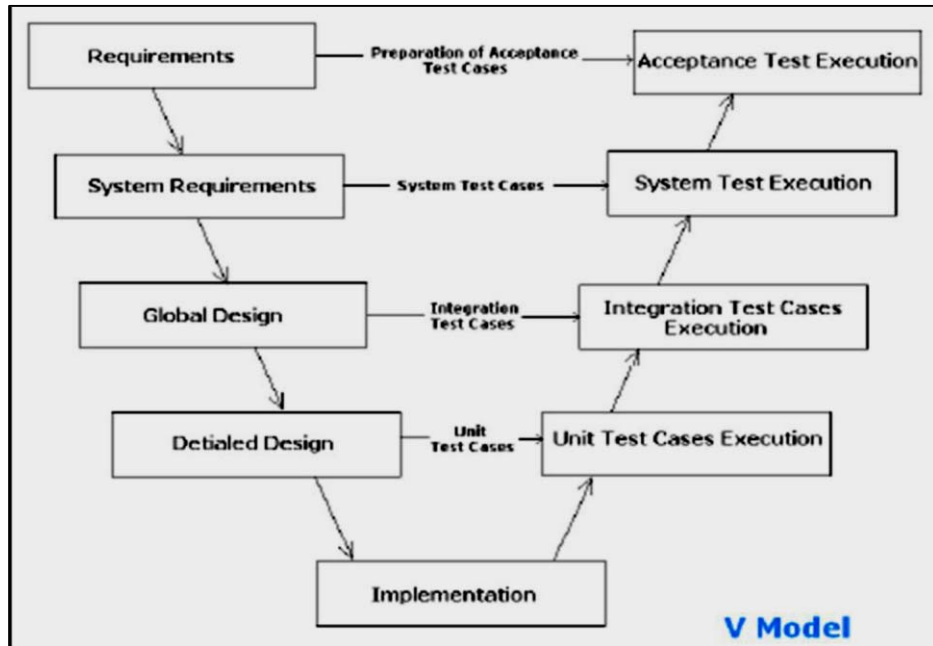 Requirements
Preparation of Acceptance
Test Cases
Acceptance Test Execution
System Requirements
System Test Cases
System Test Execution
Global Design
Integration
Test Cases
Integration Test Cases
Execution
Detialed Design
Unit
Test Cases
Unit Test Cases Execution
Implementation
V Model